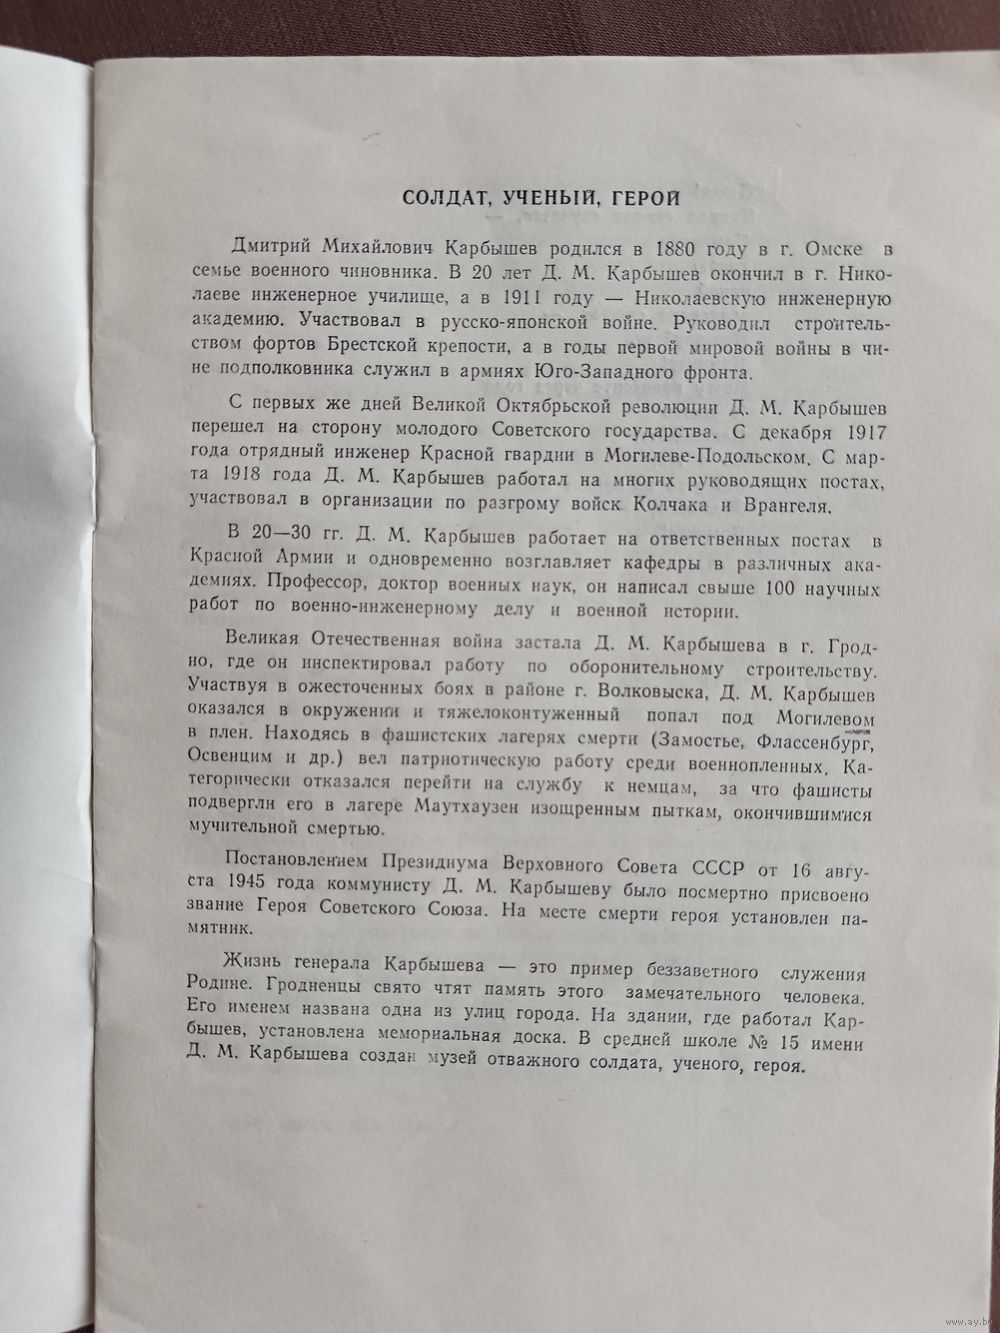 СОЛДАТ, УЧЕНЫЙ, ГЕРОЙ
Дмитрий Михайлович Карбышев родился в 1880 году в г. Омске в
семье военного чиновника. В 20 лет Д. М. Карбышев окончил в г. Нико-
лаеве инженерное училище, а в 1911 году — Николаевскую инженерную
академию. Участвовал в русско-японской войне. Руководил строитель-
ством фортов Брестской крепости, а в годы первой мировой войны в чи-
не подполковника служил в армиях Юго-Западного фронта.
С первых же дней Великой Октябрьской революции Д. М. Карбышев
перешел на сторону молодого Советского государства. С декабря 1917
года отрядный инженер Красной гвардии в Могилеве-Подольском. С мар-
та 1918 года Д. М. Карбышев работал на многих руководящих постах,
участвовал в организации по разгрому войск Колчака и Врангеля.
В 20—30 гг. Д. М. Карбышев работает на ответственных постах в
Красной Армии и одновременно возглавляет кафедры в различных ака-
демиях. Профессор, доктор военных наук, он написал свыше 100 научных
работ по военно-инженерному делу и военной истории.
Великая Отечественная война застала Д. М. Карбышева в г. Грод-
но, где он инспектировал работу по оборонительному строительству.
Участвуя в ожесточенных боях в районе г. Волковыска, Д. М. Карбышев
оказался в окружении и тяжелоконтуженный попал под Могилевом
в плен. Находясь в фашистских лагерях смерти (Замостье, Флассенбург,
Освенцим и др.) вел патриотическую работу среди военнопленных. Ка-
тегорически отказался перейти на службу к немцам, за что фашисты
подвергли его в лагере Маутхаузен изощренным пыткам, окончившимися
мучительной смертью.
Постановлением Президиума Верховного Совета СССР от 16 авгу-
ста 1945 года коммунисту Д. М. Карбышеву было посмертно присвоено
звание Героя Советского Союза. На месте смерти героя установлен па-
мятник.
Жизнь генерала Карбышева — это пример беззаветного служения
Родине. Гродненцы свято чтят память этого замечательного человека.
Его именем названа одна из улиц города. На здании, где работал Кар-
бышев, установлена мемориальная доска. В средней школе № 15 имени
Д. М. Карбышева создан музей отважного солдата, ученого, героя.
www.ay.by